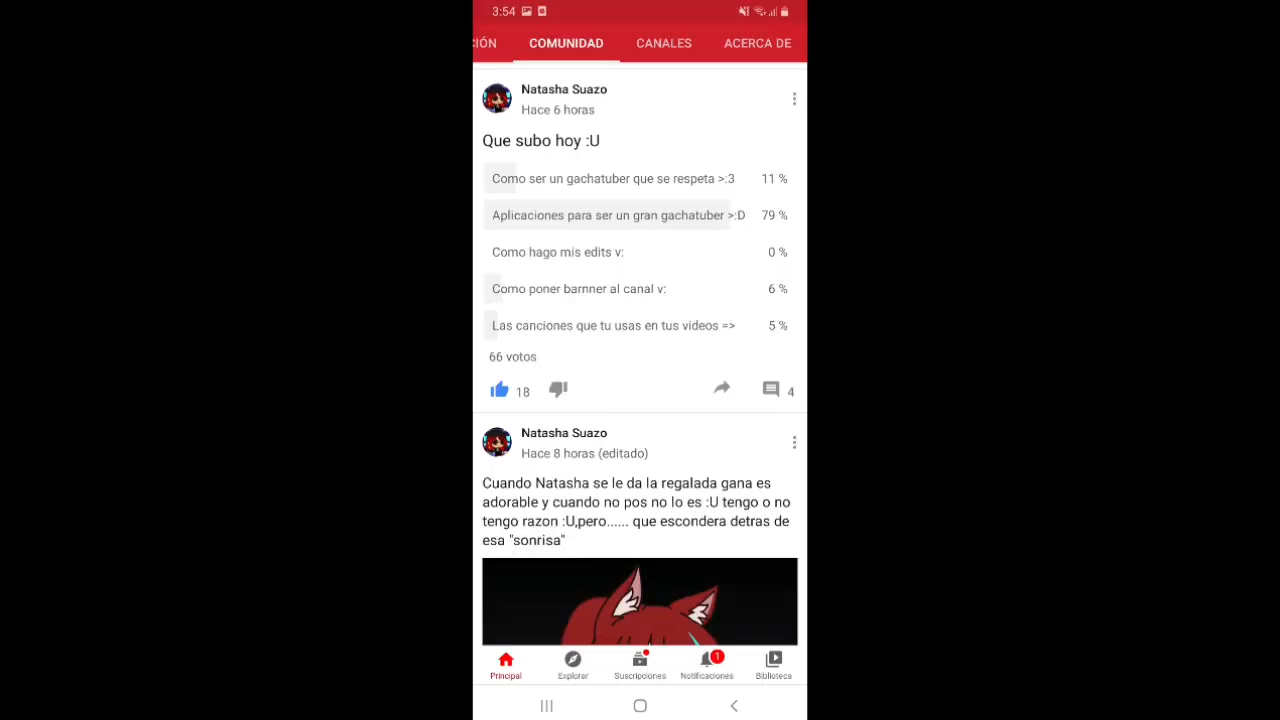 3:54
IÓN COMUNIDAD CANALES ACERCA DE
Natasha Suazo
Hace 6 horas
Que subo hoy :U
Como ser un gachatuber que se respeta >:3 11 %
Aplicaciones para ser un gran gachatuber >:D 79 %
Como hago mis edits v: 0 %
Como poner barnner al canal v: 6 %
Las canciones que tu usas en tus videos => 5 %
66 votos
18 4
Natasha Suazo
Hace 8 horas (editado)
Cuando Natasha se le da la regalada gana es
adorable y cuando no pos no lo es :U tengo o no
tengo razon :U,pero...... que escondera detras de
esa "sonrisa"
1
Principal Explorar Suscripciones Notificaciones Biblioteca